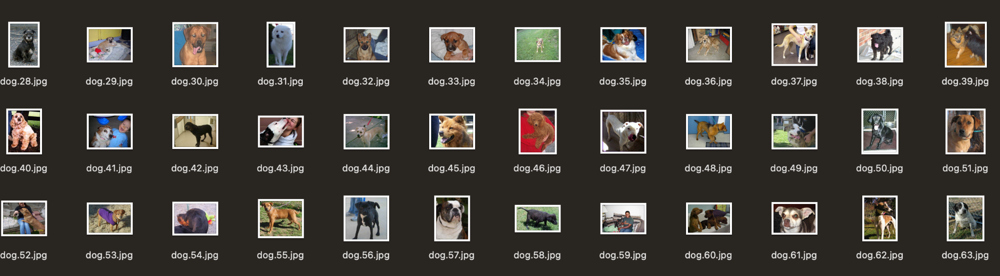 dog.28.jpg dog.29.jpg dog.30.jpg dog.31.jpg dog.32.jpg dog.33.jpg dog.34.jpg dog.35.jpg dog.36.jpg dog.37.jpg dog.38.jpg dog.39.jpg
dog.40.jpg dog.41.jpg dog.42.jpg dog.43.jpg dog.44.jpg dog.45.jpg dog.46.jpg dog.47.jpg dog.48.jpg dog.49.jpg dog.50.jpg dog.51.jpg
dog.52.jpg dog.53.jpg dog.54.jpg dog.55.jpg dog.56.jpg dog.57.jpg dog.58.jpg dog.59.jpg dog.60.jpg dog.61.jpg dog.62.jpg dog.63.jpg